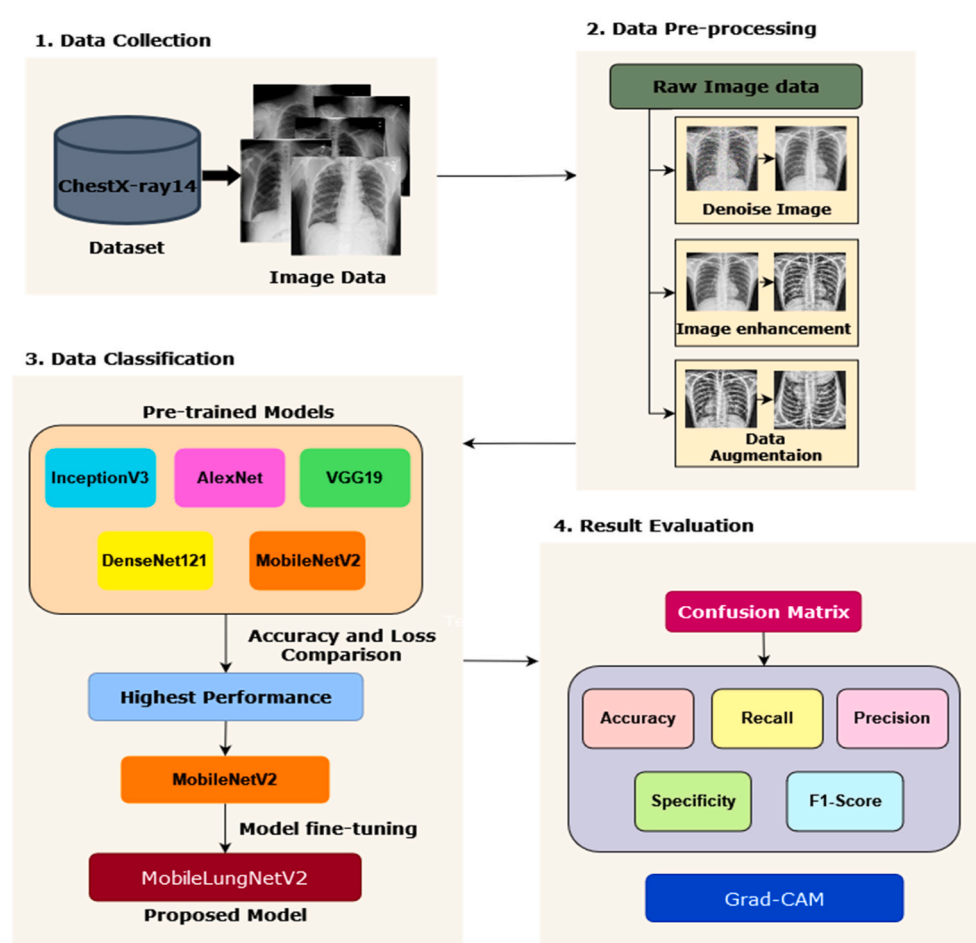 1. Data Collection
ChestX-ray14
Dataset
Image Data
2. Data Pre-processing
Raw Image data
Denoise Image
Image enhancement
Data
Augmentaion
3. Data Classification
Pre-trained Models
InceptionV3
AlexNet
VGG19
DenseNet121
MobileNetV2
Accuracy and Loss
Comparison
Highest Performance
MobileNetV2
Model fine-tuning
MobileLungNetV2
Proposed Model
4. Result Evaluation
Confusion Matrix
Accuracy
Recall
Precision
Specificity
F1-Score
Grad-CAM